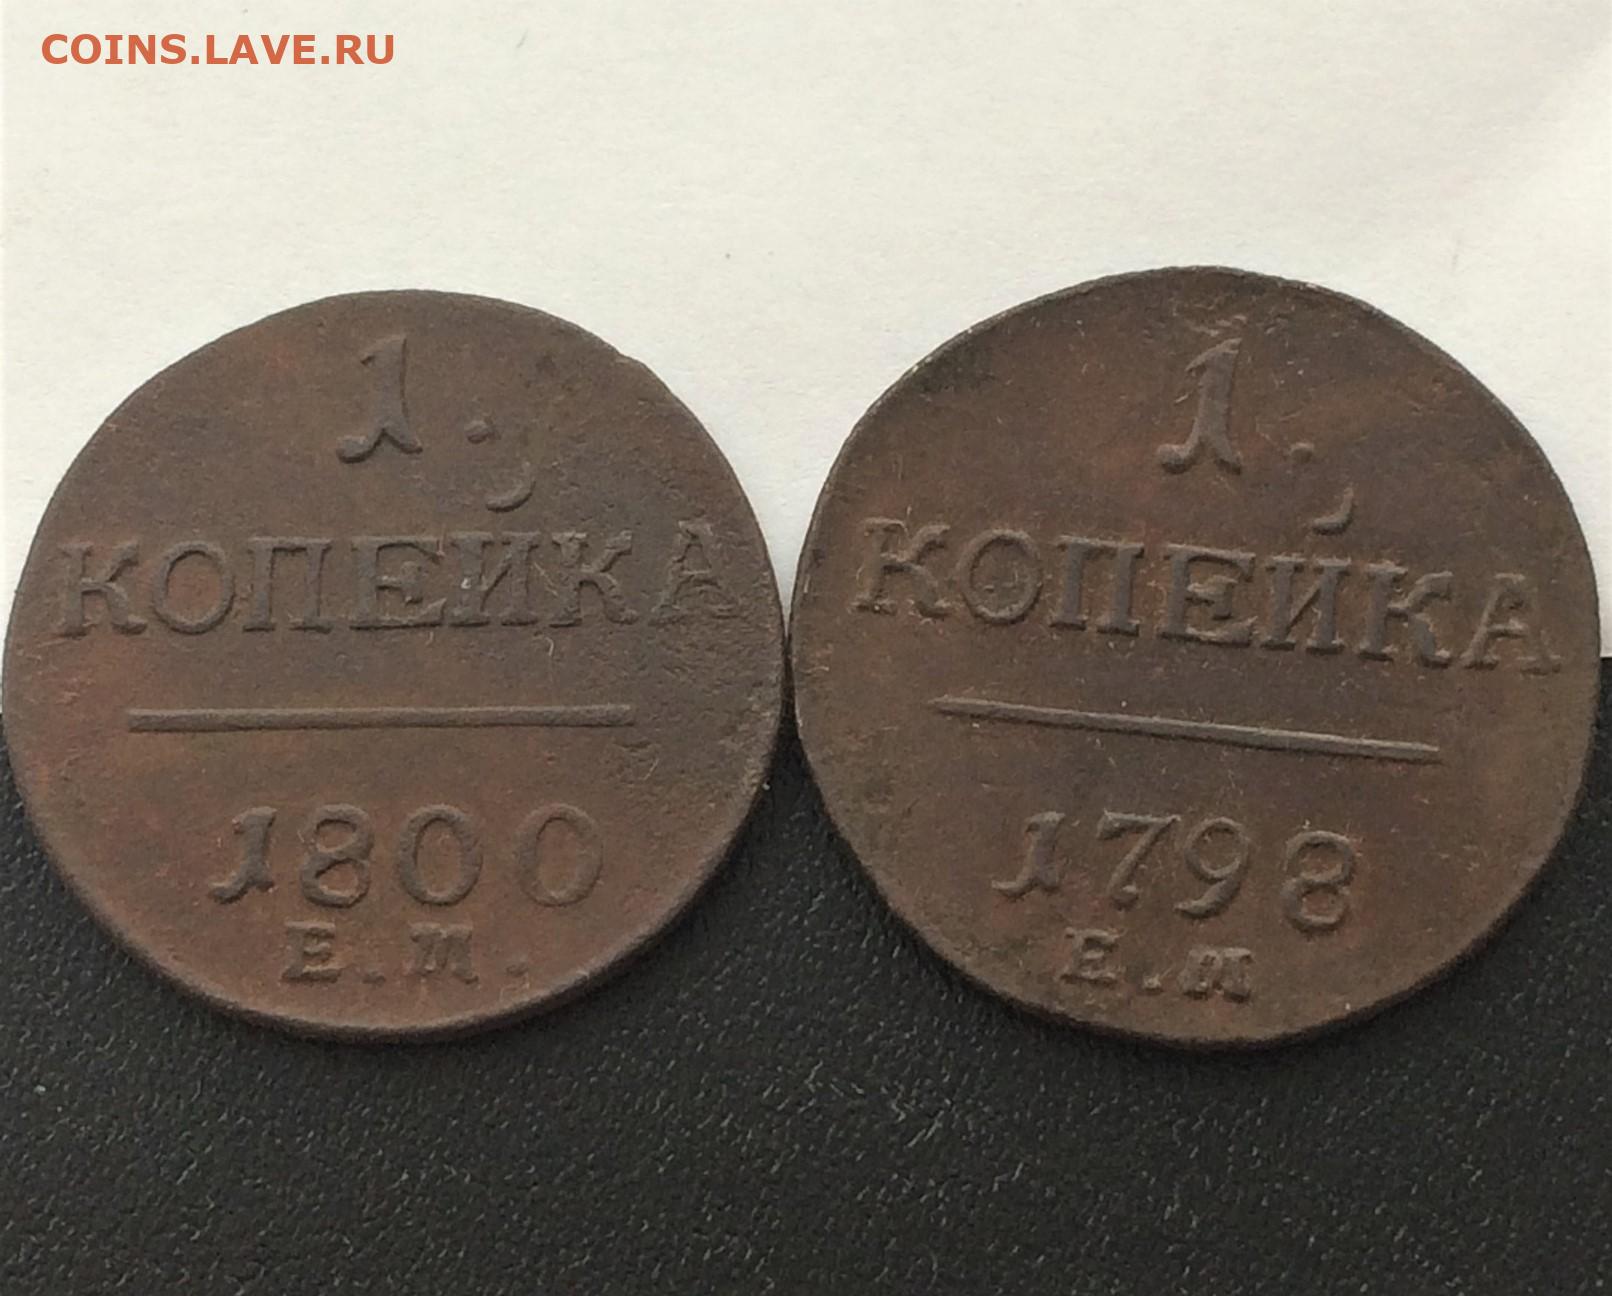 COINS.LAVE.RU
1.
КОПЕЙКА
1800
Е.М.
1.
КОПЕЙКА
1798
Е.М